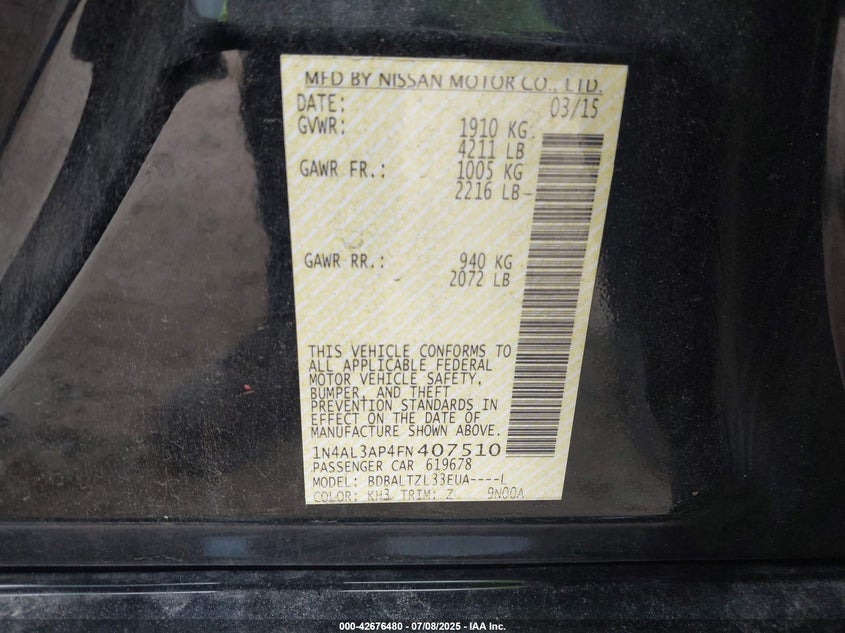 MFD BY NISSAN MOTOR CO., LTD.
DATE: 03/15
GVWR: 1910 KG
4211 LB
GAWR FR.: 1005 KG
2216 LB
GAWR RR.: 940 KG
2072 LB
THIS VEHICLE CONFORMS TO
ALL APPLICABLE FEDERAL
MOTOR VEHICLE SAFETY,
BUMPER, AND THEFT
PREVENTION STANDARDS IN
EFFECT ON THE DATE OF
MANUFACTURE SHOWN ABOVE.
1N4AL3AP4FN407510
PASSENGER CAR 619678
MODEL: BDBALTZL33EUA----L
COLOR: KH3 TRIM: Z 9N00A
000-42676480 - 07/08/2025 - IAA Inc.